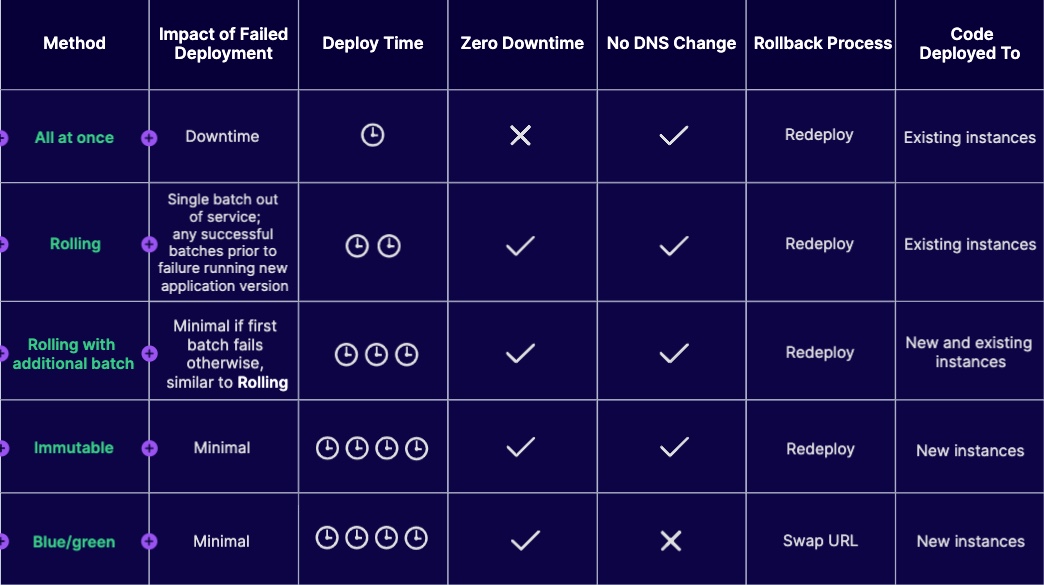 Method
Impact of Failed
Deployment
Deploy Time
Zero Downtime
No DNS Change
Rollback Process
Code
Deployed To
All at once
Downtime
Redeploy
Existing instances
Rolling
Single batch out
of service;
any successful
batches prior to
failure running new
application version
Redeploy
Existing instances
Rolling with
additional batch
Minimal if first
batch fails
otherwise,
similar to Rolling
Redeploy
New and existing
instances
Immutable
Minimal
Redeploy
New instances
Blue/green
Minimal
Swap URL
New instances